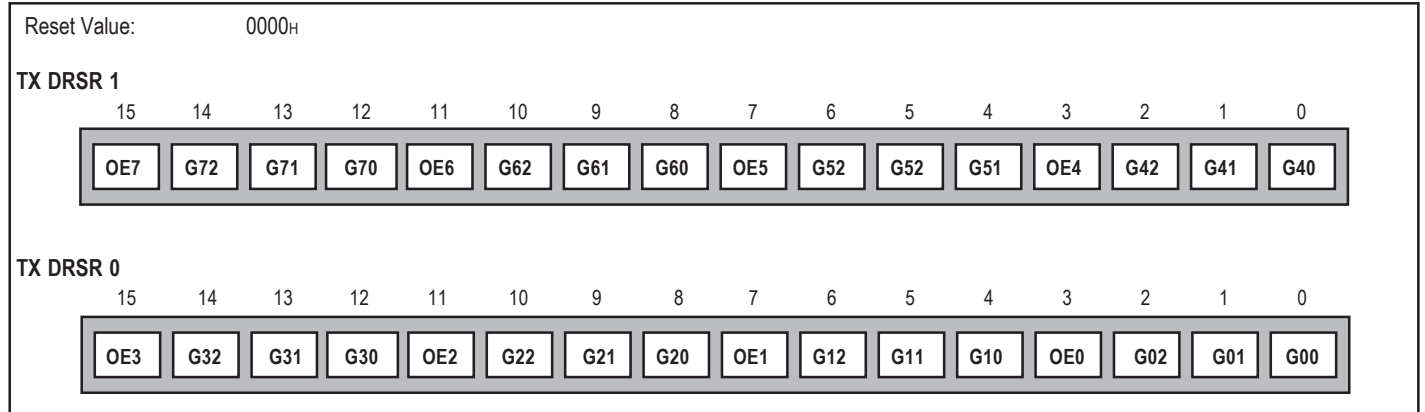 Reset Value: 0000H
TX DRSR 1
15 14 13 12 11 10 9 8 7 6 5 4 3 2 1 0
OE7 G72 G71 G70 OE6 G62 G61 G60 OE5 G52 G52 G51 OE4 G42 G41 G40
TX DRSR 0
15 14 13 12 11 10 9 8 7 6 5 4 3 2 1 0
OE3 G32 G31 G30 OE2 G22 G21 G20 OE1 G12 G11 G10 OE0 G02 G01 G00